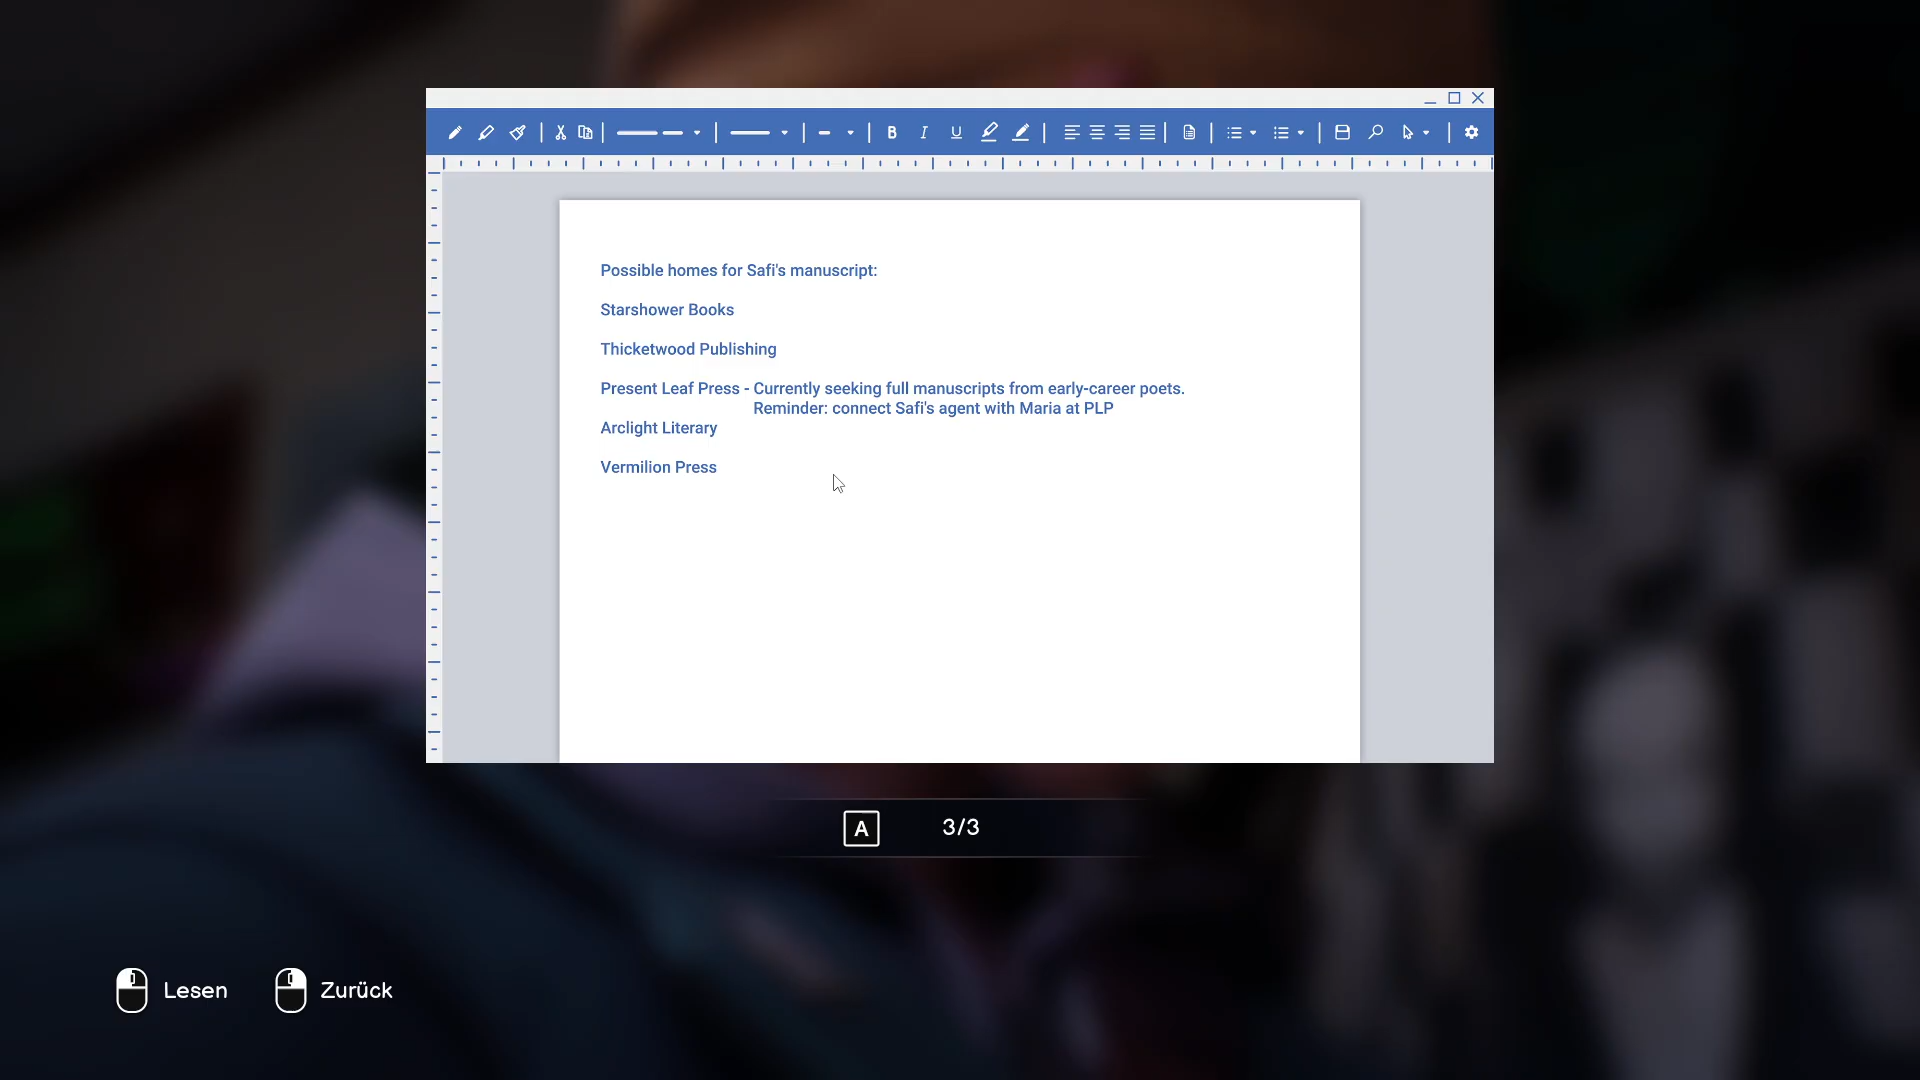 Possible homes for Safi's manuscript:
Starshower Books
Thicketwood Publishing
Present Leaf Press - Currently seeking full manuscripts from early-career poets.
Reminder: connect Safi's agent with Maria at PLP
Arclight Literary
Vermilion Press
A 3/3
Lesen Zurück